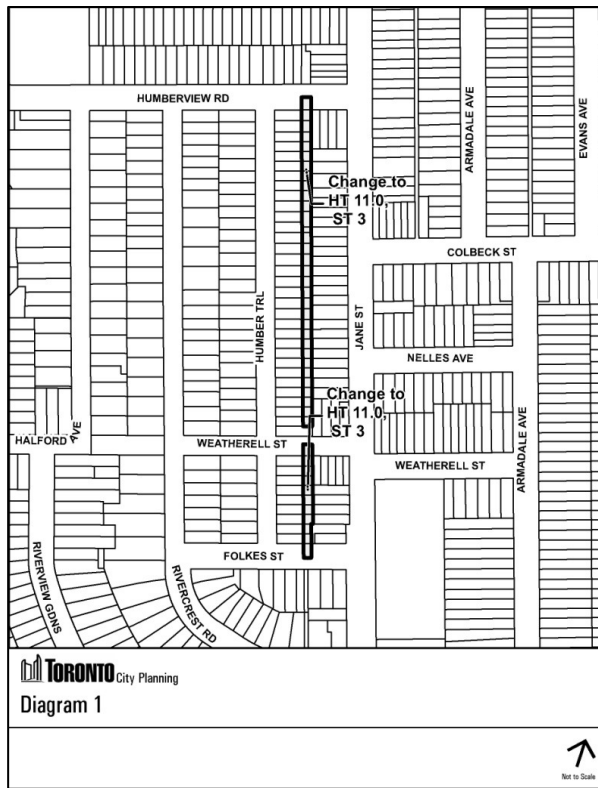 HUMBERVIEW RD
ARMADALE AVE
EVANS AVE
Change to
HT 11.0,
ST 3
COLBECK ST
HUMBER TRL
JANE ST
NELLES AVE
Change to
HT 11.0,
ST 3
HALFORD AVE
WEATHERELL ST
WEATHERELL ST
ARMADALE AVE
FOLKES ST
RIVERVIEW GDNS
RIVERCREST RD
TORONTO City Planning
Diagram 1
Not to Scale